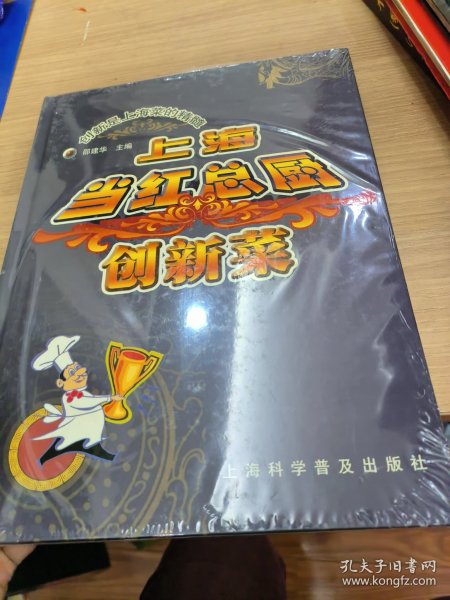 创新是上海菜的精髓
邵建华 主编
上海
当红总厨
创新菜
上海科学普及出版社
孔夫子旧书网
www.kongfz.com